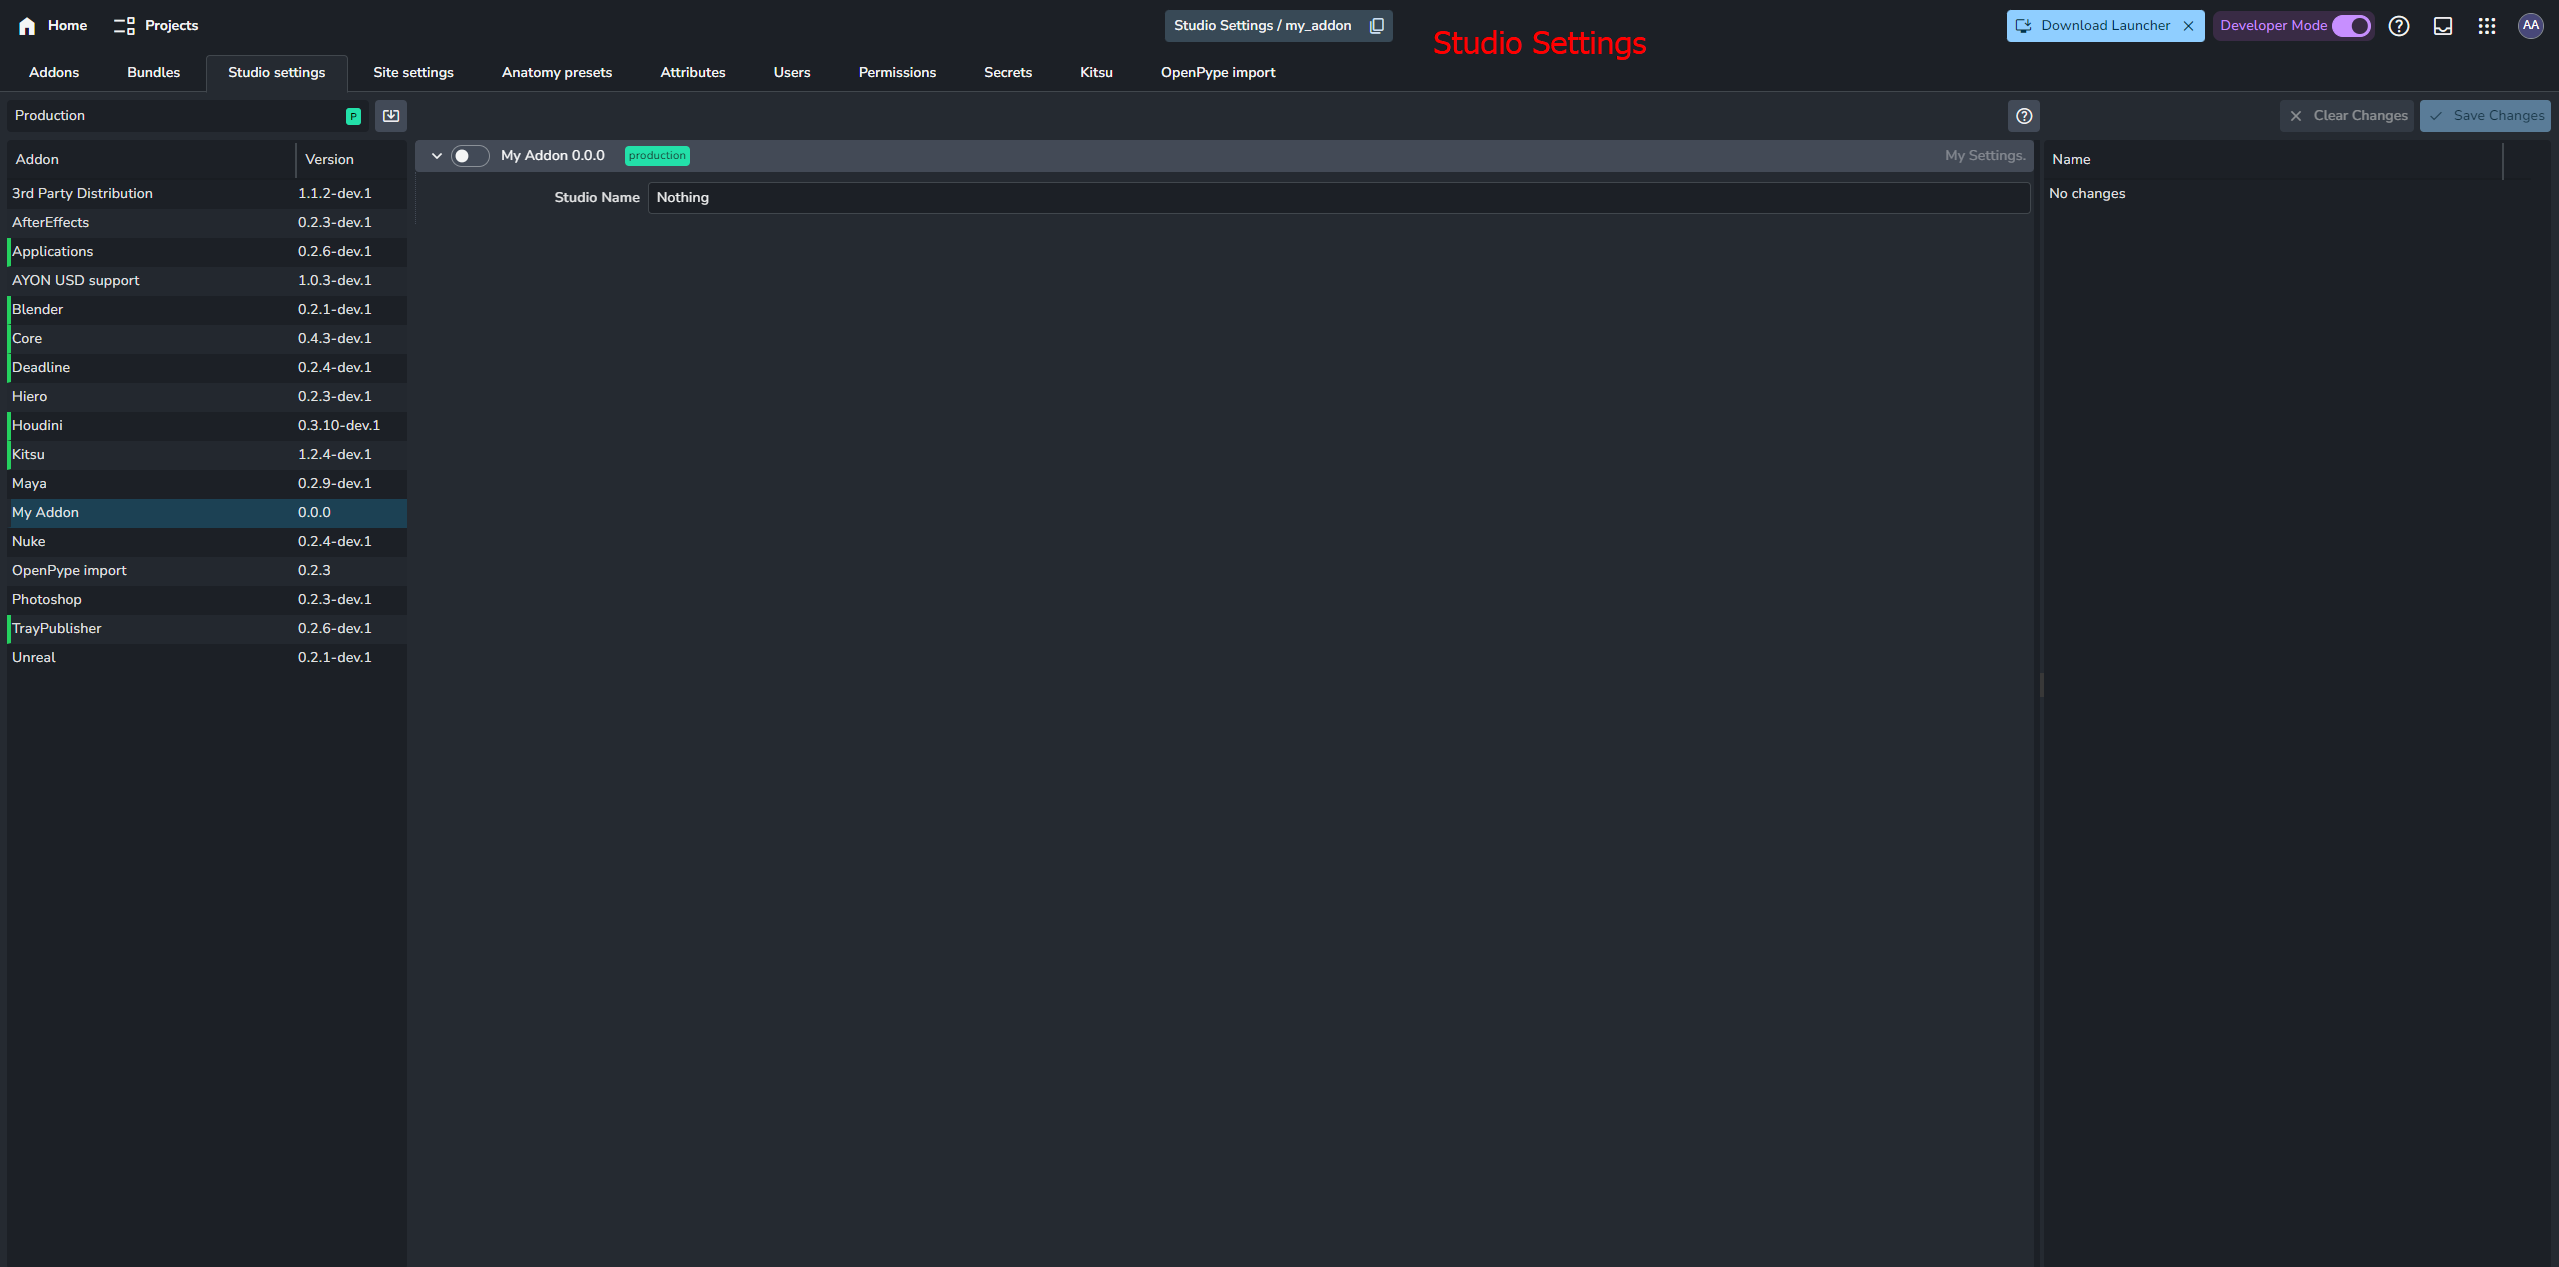 Home Projects Studio Settings / my_addon Studio Settings Download Launcher Developer Mode AA
Addons Bundles Studio settings Site settings Anatomy presets Attributes Users Permissions Secrets Kitsu OpenPype import
Production P Clear Changes Save Changes
Addon Version My Addon 0.0.0 production My Settings. Name
3rd Party Distribution 1.1.2-dev.1 Studio Name Nothing No changes
AfterEffects 0.2.3-dev.1
Applications 0.2.6-dev.1
AYON USD support 1.0.3-dev.1
Blender 0.2.1-dev.1
Core 0.4.3-dev.1
Deadline 0.2.4-dev.1
Hiero 0.2.3-dev.1
Houdini 0.3.10-dev.1
Kitsu 1.2.4-dev.1
Maya 0.2.9-dev.1
My Addon 0.0.0
Nuke 0.2.4-dev.1
OpenPype import 0.2.3
Photoshop 0.2.3-dev.1
TrayPublisher 0.2.6-dev.1
Unreal 0.2.1-dev.1